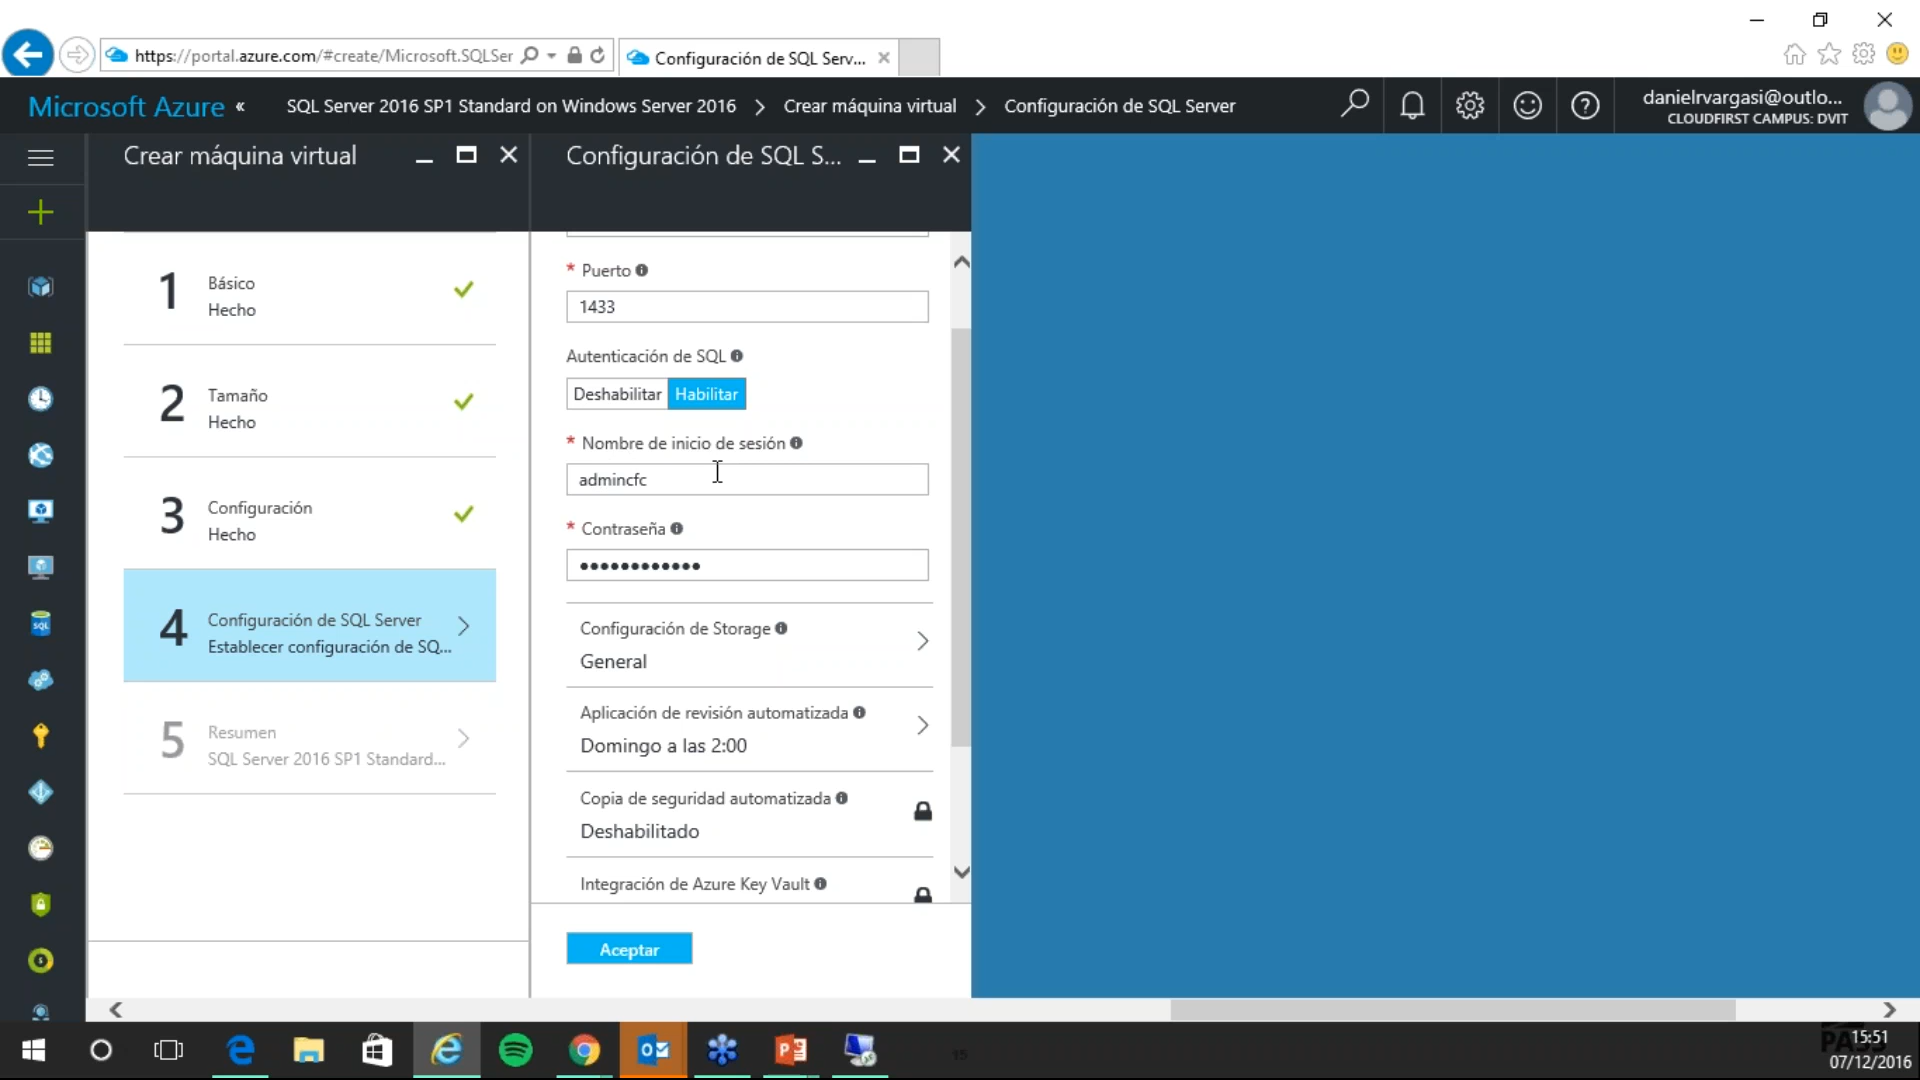 https://portal.azure.com/#create/Microsoft.SQLSer
Configuración de SQL Serv...
Microsoft Azure «
SQL Server 2016 SP1 Standard on Windows Server 2016 > Crear máquina virtual > Configuración de SQL Server
danielrvargasi@outlo...
CLOUDFIRST CAMPUS: DVIT
Crear máquina virtual
1
Básico
Hecho
2
Tamaño
Hecho
3
Configuración
Hecho
4
Configuración de SQL Server
Establecer configuración de SQ...
5
Resumen
SQL Server 2016 SP1 Standard...
Configuración de SQL S...
* Puerto
1433
Autenticación de SQL
Deshabilitar Habilitar
* Nombre de inicio de sesión
admincfc
* Contraseña
••••••••••••
Configuración de Storage
General
Aplicación de revisión automatizada
Domingo a las 2:00
Copia de seguridad automatizada
Deshabilitado
Integración de Azure Key Vault
Aceptar
15:51
07/12/2016